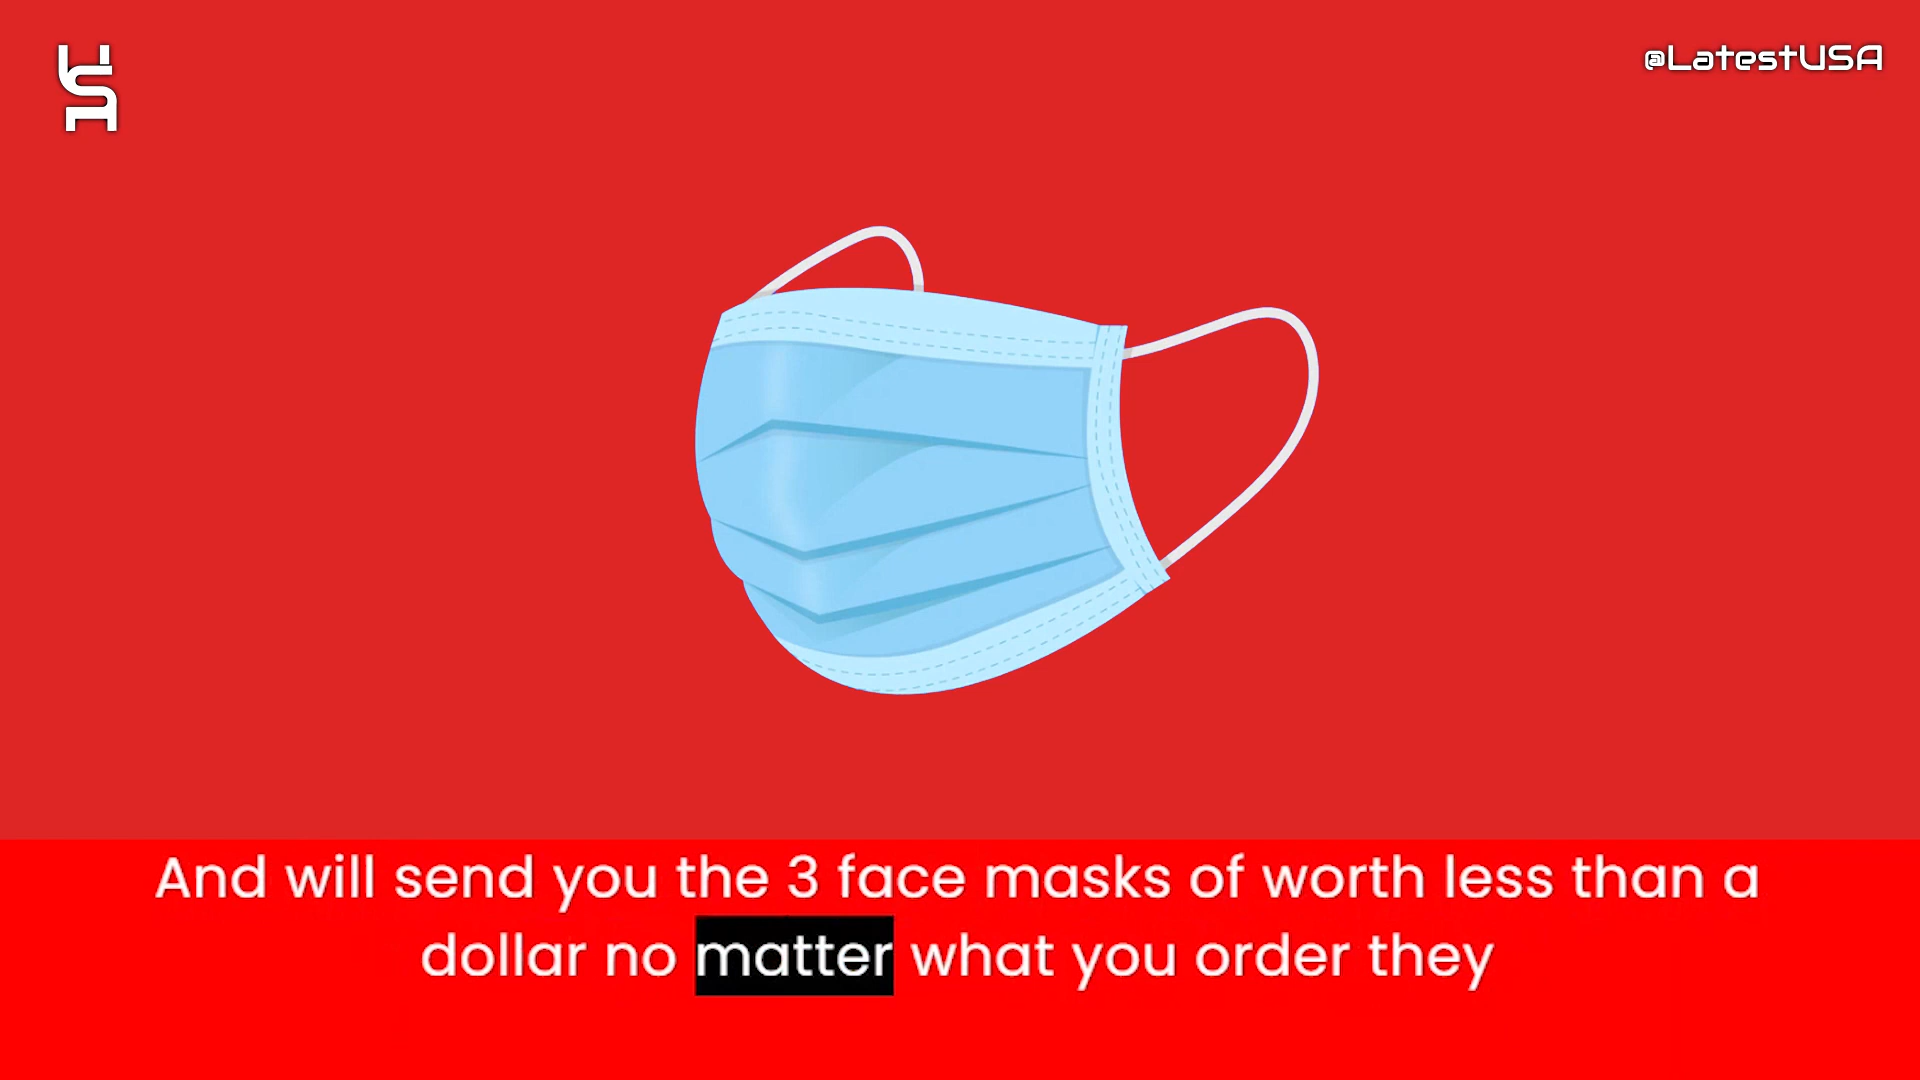 USA
@LatestUSA
And will send you the 3 face masks of worth less than a
dollar no matter what you order they